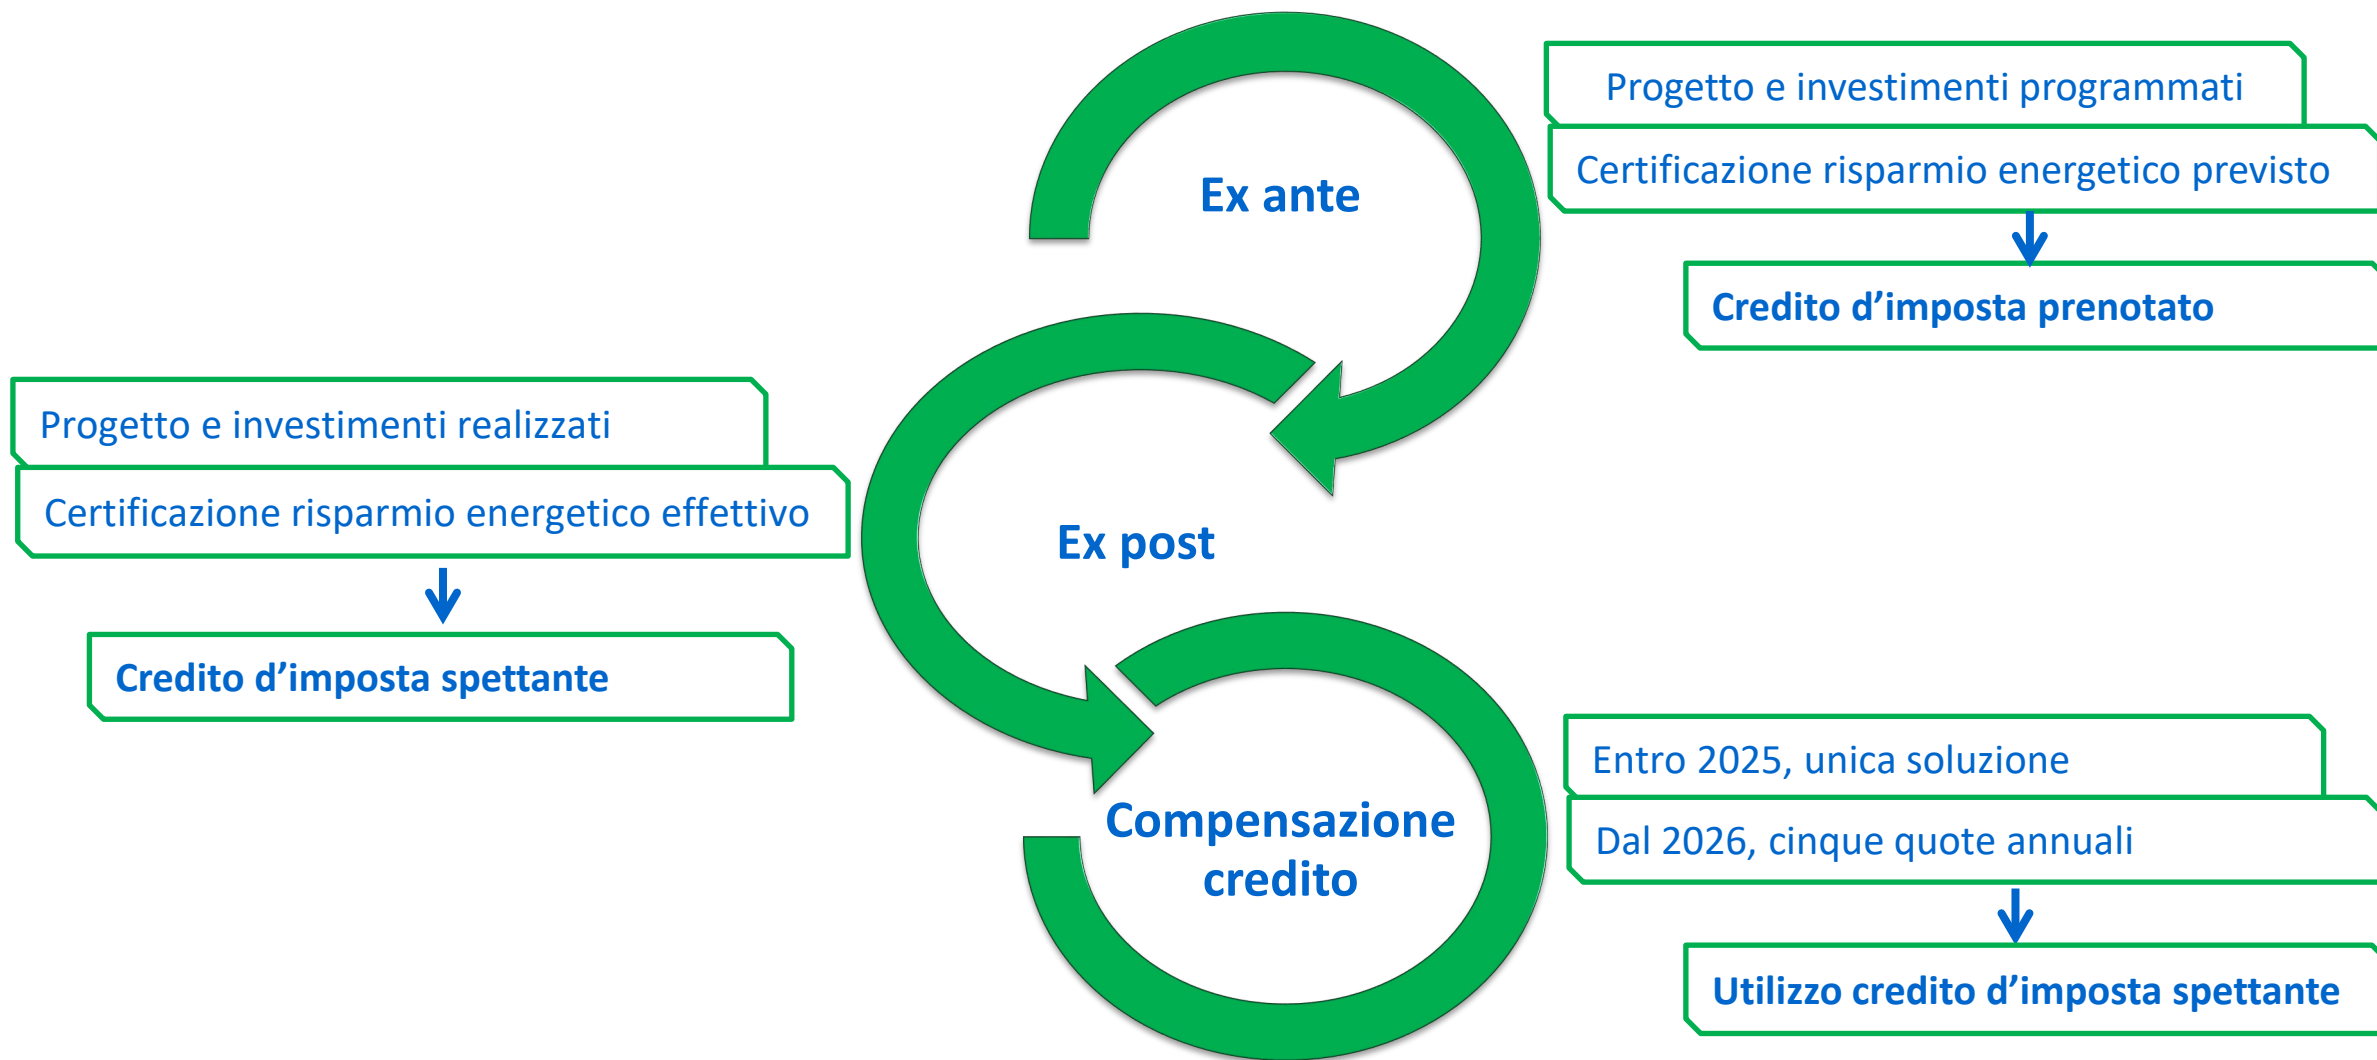 Ex ante
Progetto e investimenti programmati
Certificazione risparmio energetico previsto
Credito d’imposta prenotato
Ex post
Progetto e investimenti realizzati
Certificazione risparmio energetico effettivo
Credito d’imposta spettante
Compensazione
credito
Entro 2025, unica soluzione
Dal 2026, cinque quote annuali
Utilizzo credito d’imposta spettante